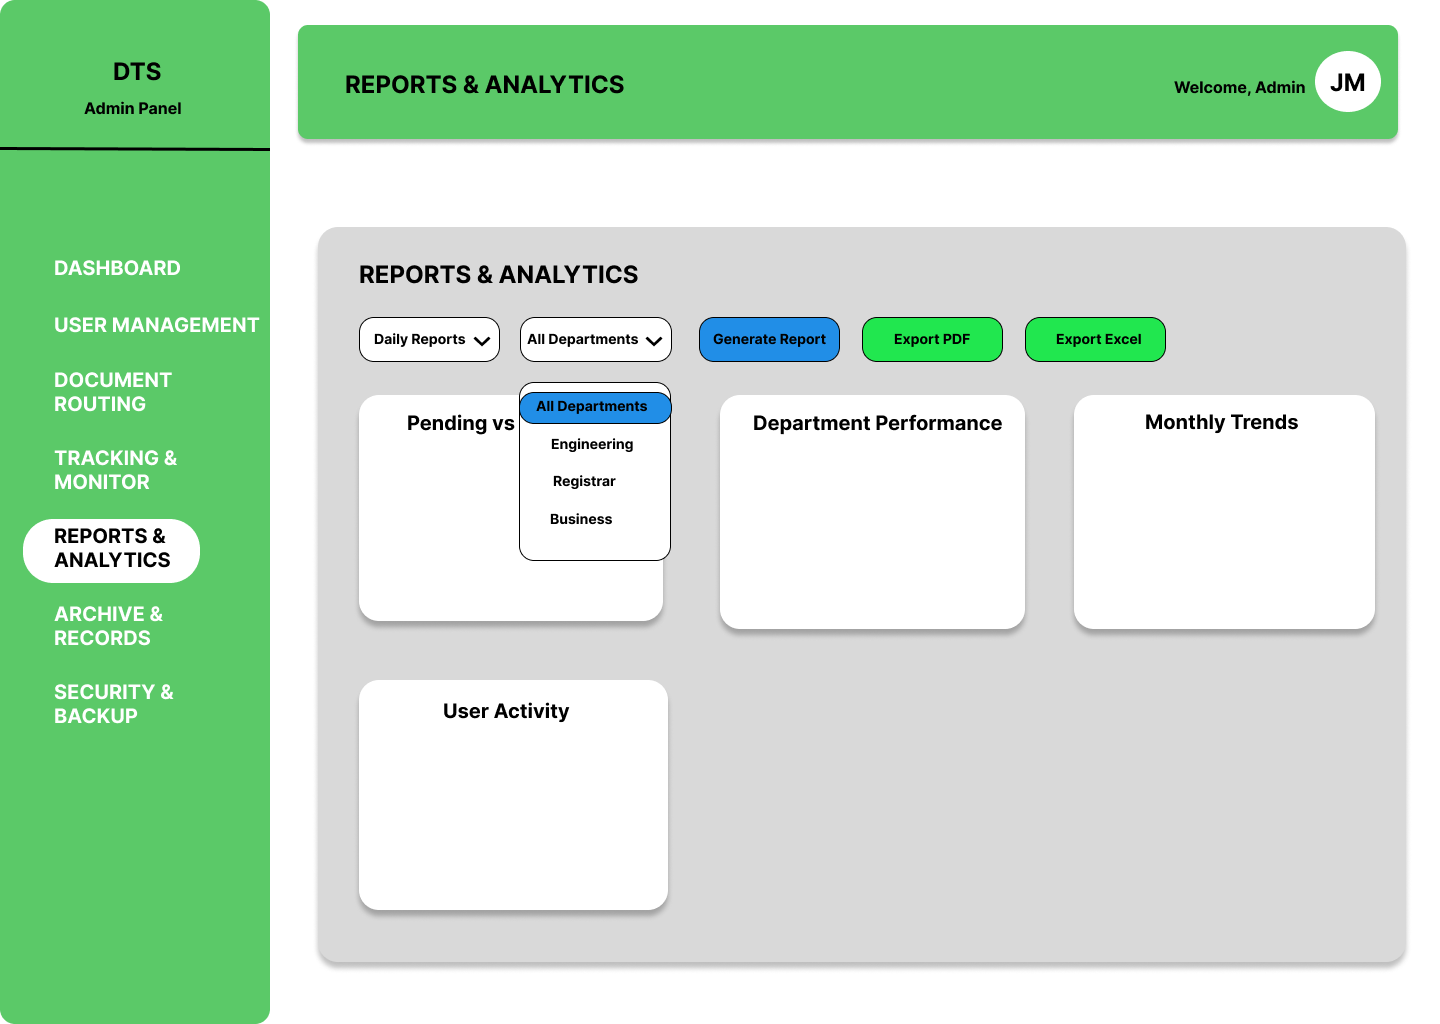 DTS
Admin Panel
DASHBOARD
USER MANAGEMENT
DOCUMENT
ROUTING
TRACKING &
MONITOR
REPORTS &
ANALYTICS
ARCHIVE &
RECORDS
SECURITY &
BACKUP
REPORTS & ANALYTICS
Welcome, Admin
JM
REPORTS & ANALYTICS
Daily Reports
All Departments
Generate Report
Export PDF
Export Excel
All Departments
Engineering
Registrar
Business
Pending vs
Department Performance
Monthly Trends
User Activity